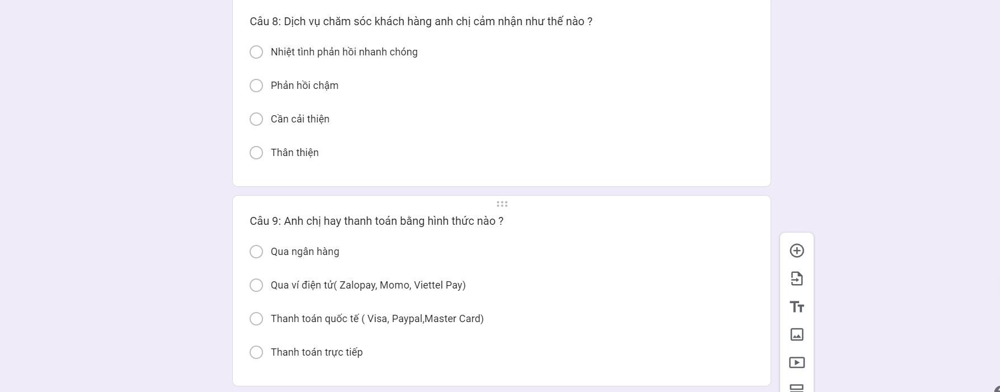 Câu 8: Dịch vụ chăm sóc khách hàng anh chị cảm nhận như thế nào ?
Nhiệt tình phản hồi nhanh chóng
Phản hồi chậm
Cần cải thiện
Thân thiện
Câu 9: Anh chị hay thanh toán bằng hình thức nào ?
Qua ngân hàng
Qua ví điện tử( Zalopay, Momo, Viettel Pay)
Thanh toán quốc tế ( Visa, Paypal,Master Card)
Thanh toán trực tiếp